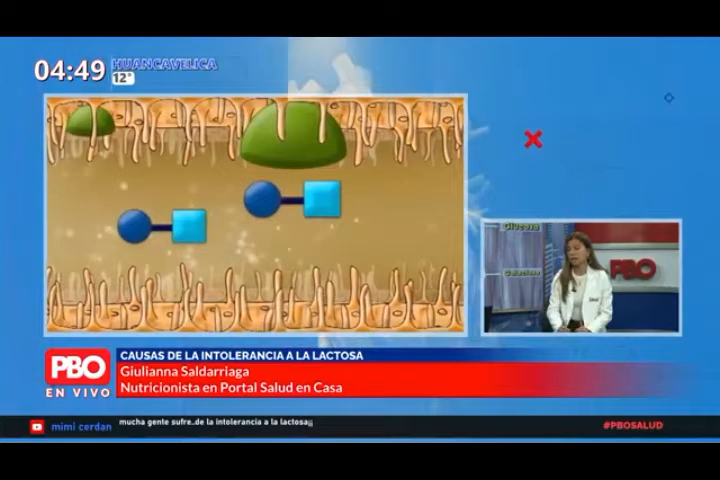 04:49
HUANCAVELICA
12°
Glucosa
Galactosa
PBO
PBO
EN VIVO
CAUSAS DE LA INTOLERANCIA A LA LACTOSA
Giulianna Saldarriaga
Nutricionista en Portal Salud en Casa
mimi cerdan
mucha gente sufre..de la intolerancia a la lactosa¡¡
#PBOSALUD